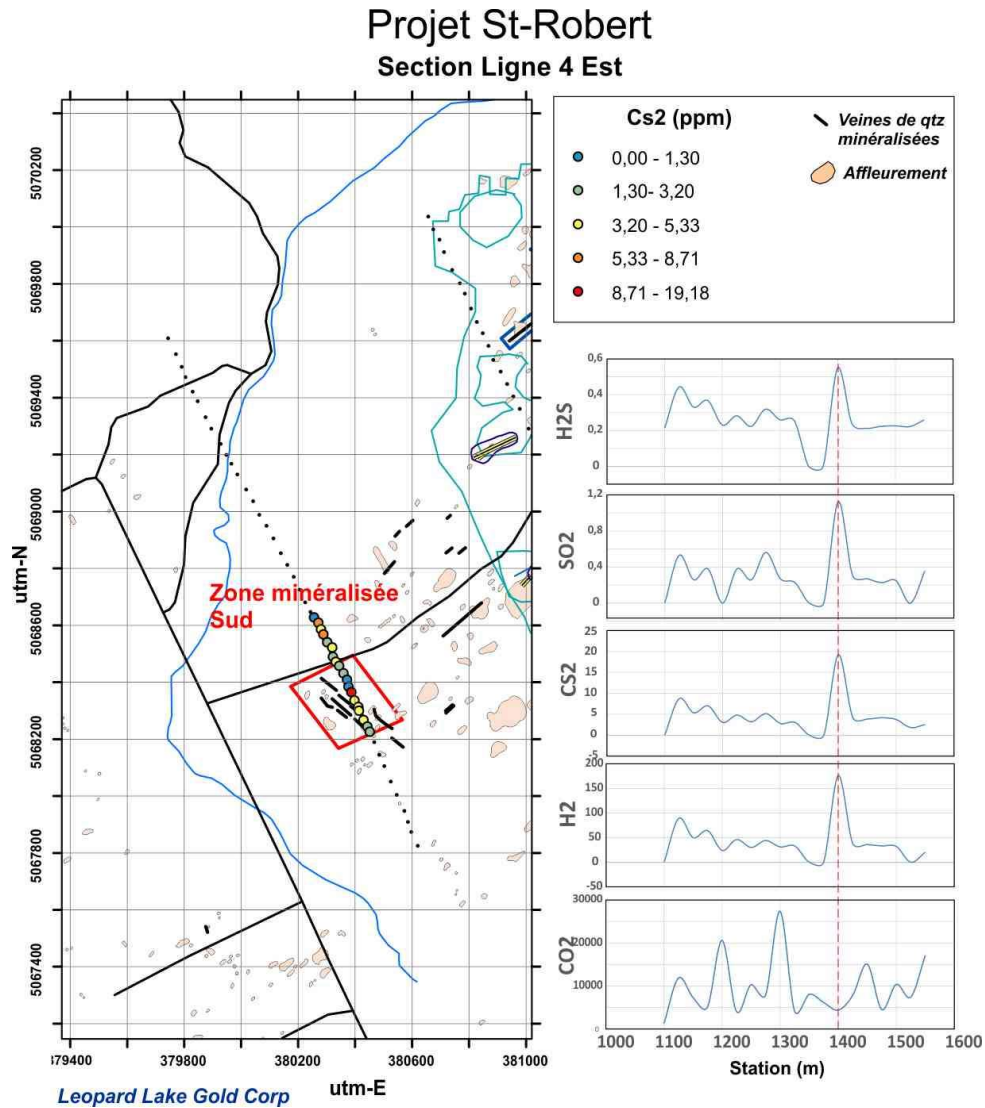 Projet St-Robert
Section Ligne 4 Est
Cs2 (ppm)
0,00 - 1,30
1,30- 3,20
3,20 - 5,33
5,33 - 8,71
8,71 - 19,18
Veines de qtz
minéralisées
Affleurement
utm-N
5070200
5069800
5069400
5069000
5068600
5068200
5067800
5067400
Zone minéralisée
Sud
379400
379800
380200
380600
381000
utm-E
Leopard Lake Gold Corp
H2S
0,6
0,4
0,2
0
SO2
1,2
0,8
0,4
0
CS2
25
20
15
10
5
0
-5
H2
200
150
100
50
0
-50
CO2
30000
20000
10000
0
1000 1100 1200 1300 1400 1500 1600
Station (m)